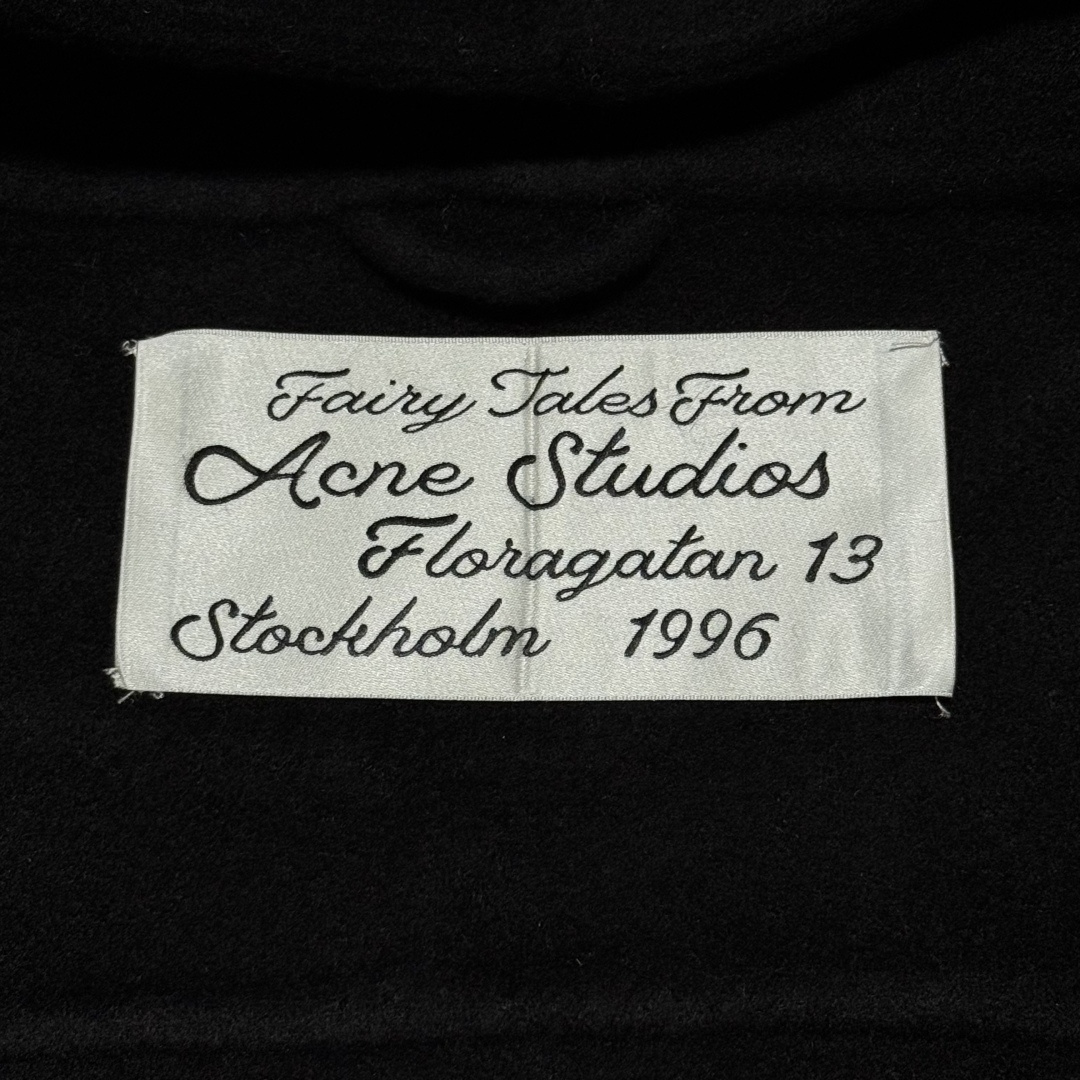 Fairy Tales From
Acne Studios
Floragatan 13
Stockholm 1996